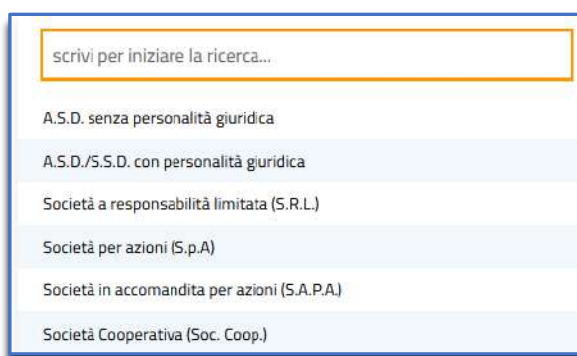 scrivi per iniziare la ricerca...
A.S.D. senza personalità giuridica
A.S.D./S.S.D. con personalità giuridica
Società a responsabilità limitata (S.R.L.)
Società per azioni (S.p.A)
Società in accomandita per azioni (S.A.P.A.)
Società Cooperativa (Soc. Coop.)